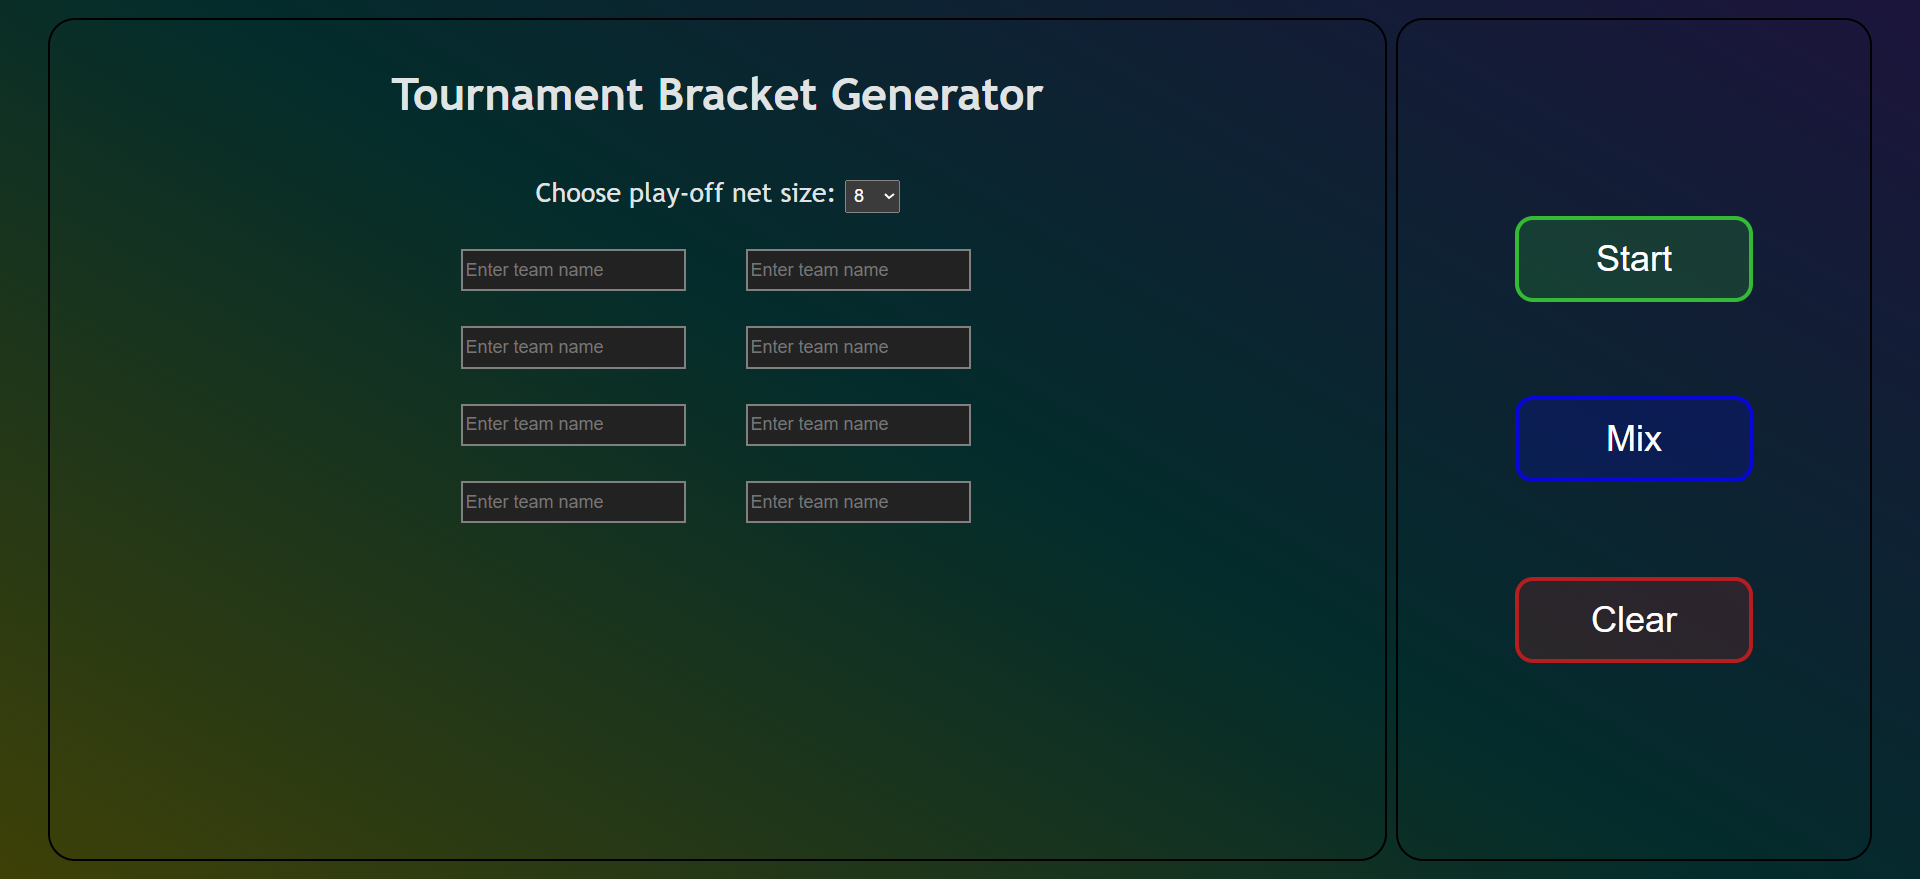 Tournament Bracket Generator
Choose play-off net size: 8
Enter team name Enter team name
Enter team name Enter team name
Enter team name Enter team name
Enter team name Enter team name
Start
Mix
Clear